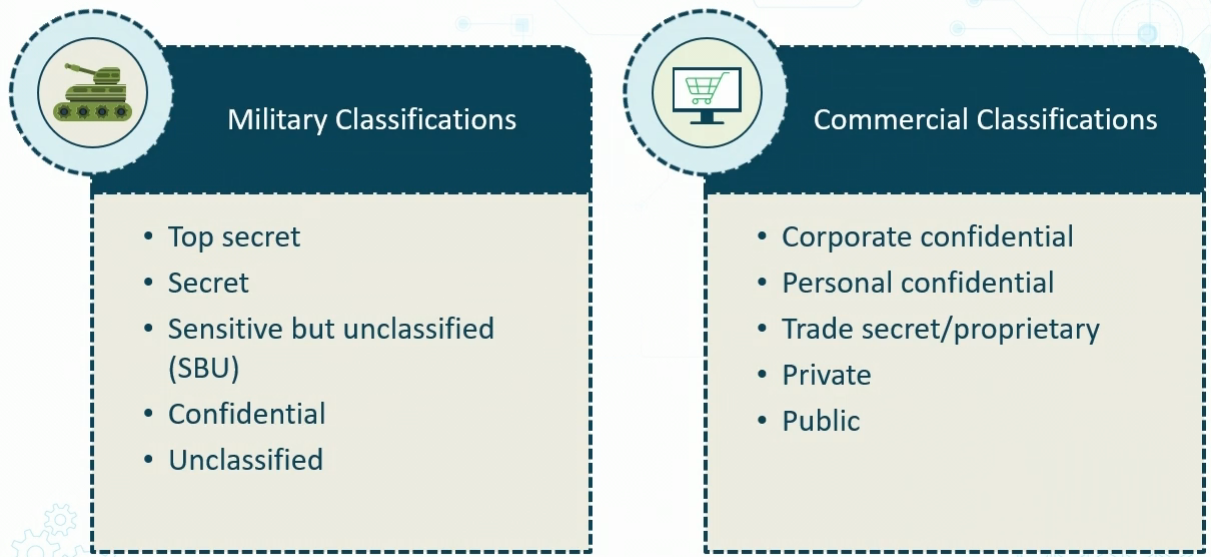 Military Classifications
• Top secret
• Secret
• Sensitive but unclassified
(SBU)
• Confidential
• Unclassified
Commercial Classifications
• Corporate confidential
• Personal confidential
• Trade secret/proprietary
• Private
• Public